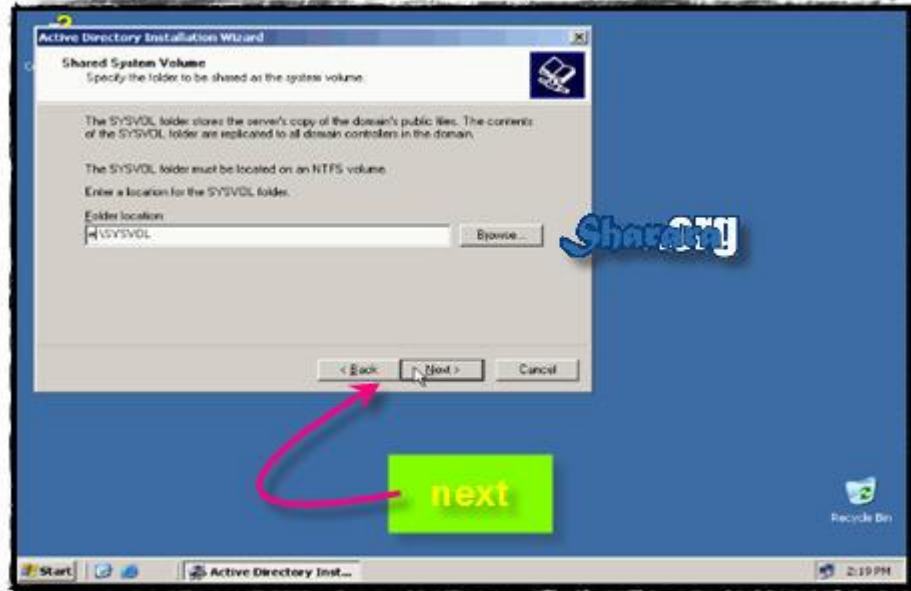 Active Directory Installation Wizard
Shared System Volume
Specify the folder to be shared as the system volume.
The SYSVOL folder stores the server's copy of the domain's public files. The contents
of the SYSVOL folder are replicated to all domain controllers in the domain.
The SYSVOL folder must be located on an NTFS volume.
Enter a location for the SYSVOL folder.
Folder location:
\SYSVOL
Browse...
< Back
Next >
Cancel
next
Recycle Bin
Start
Active Directory Inst...
2:19 PM